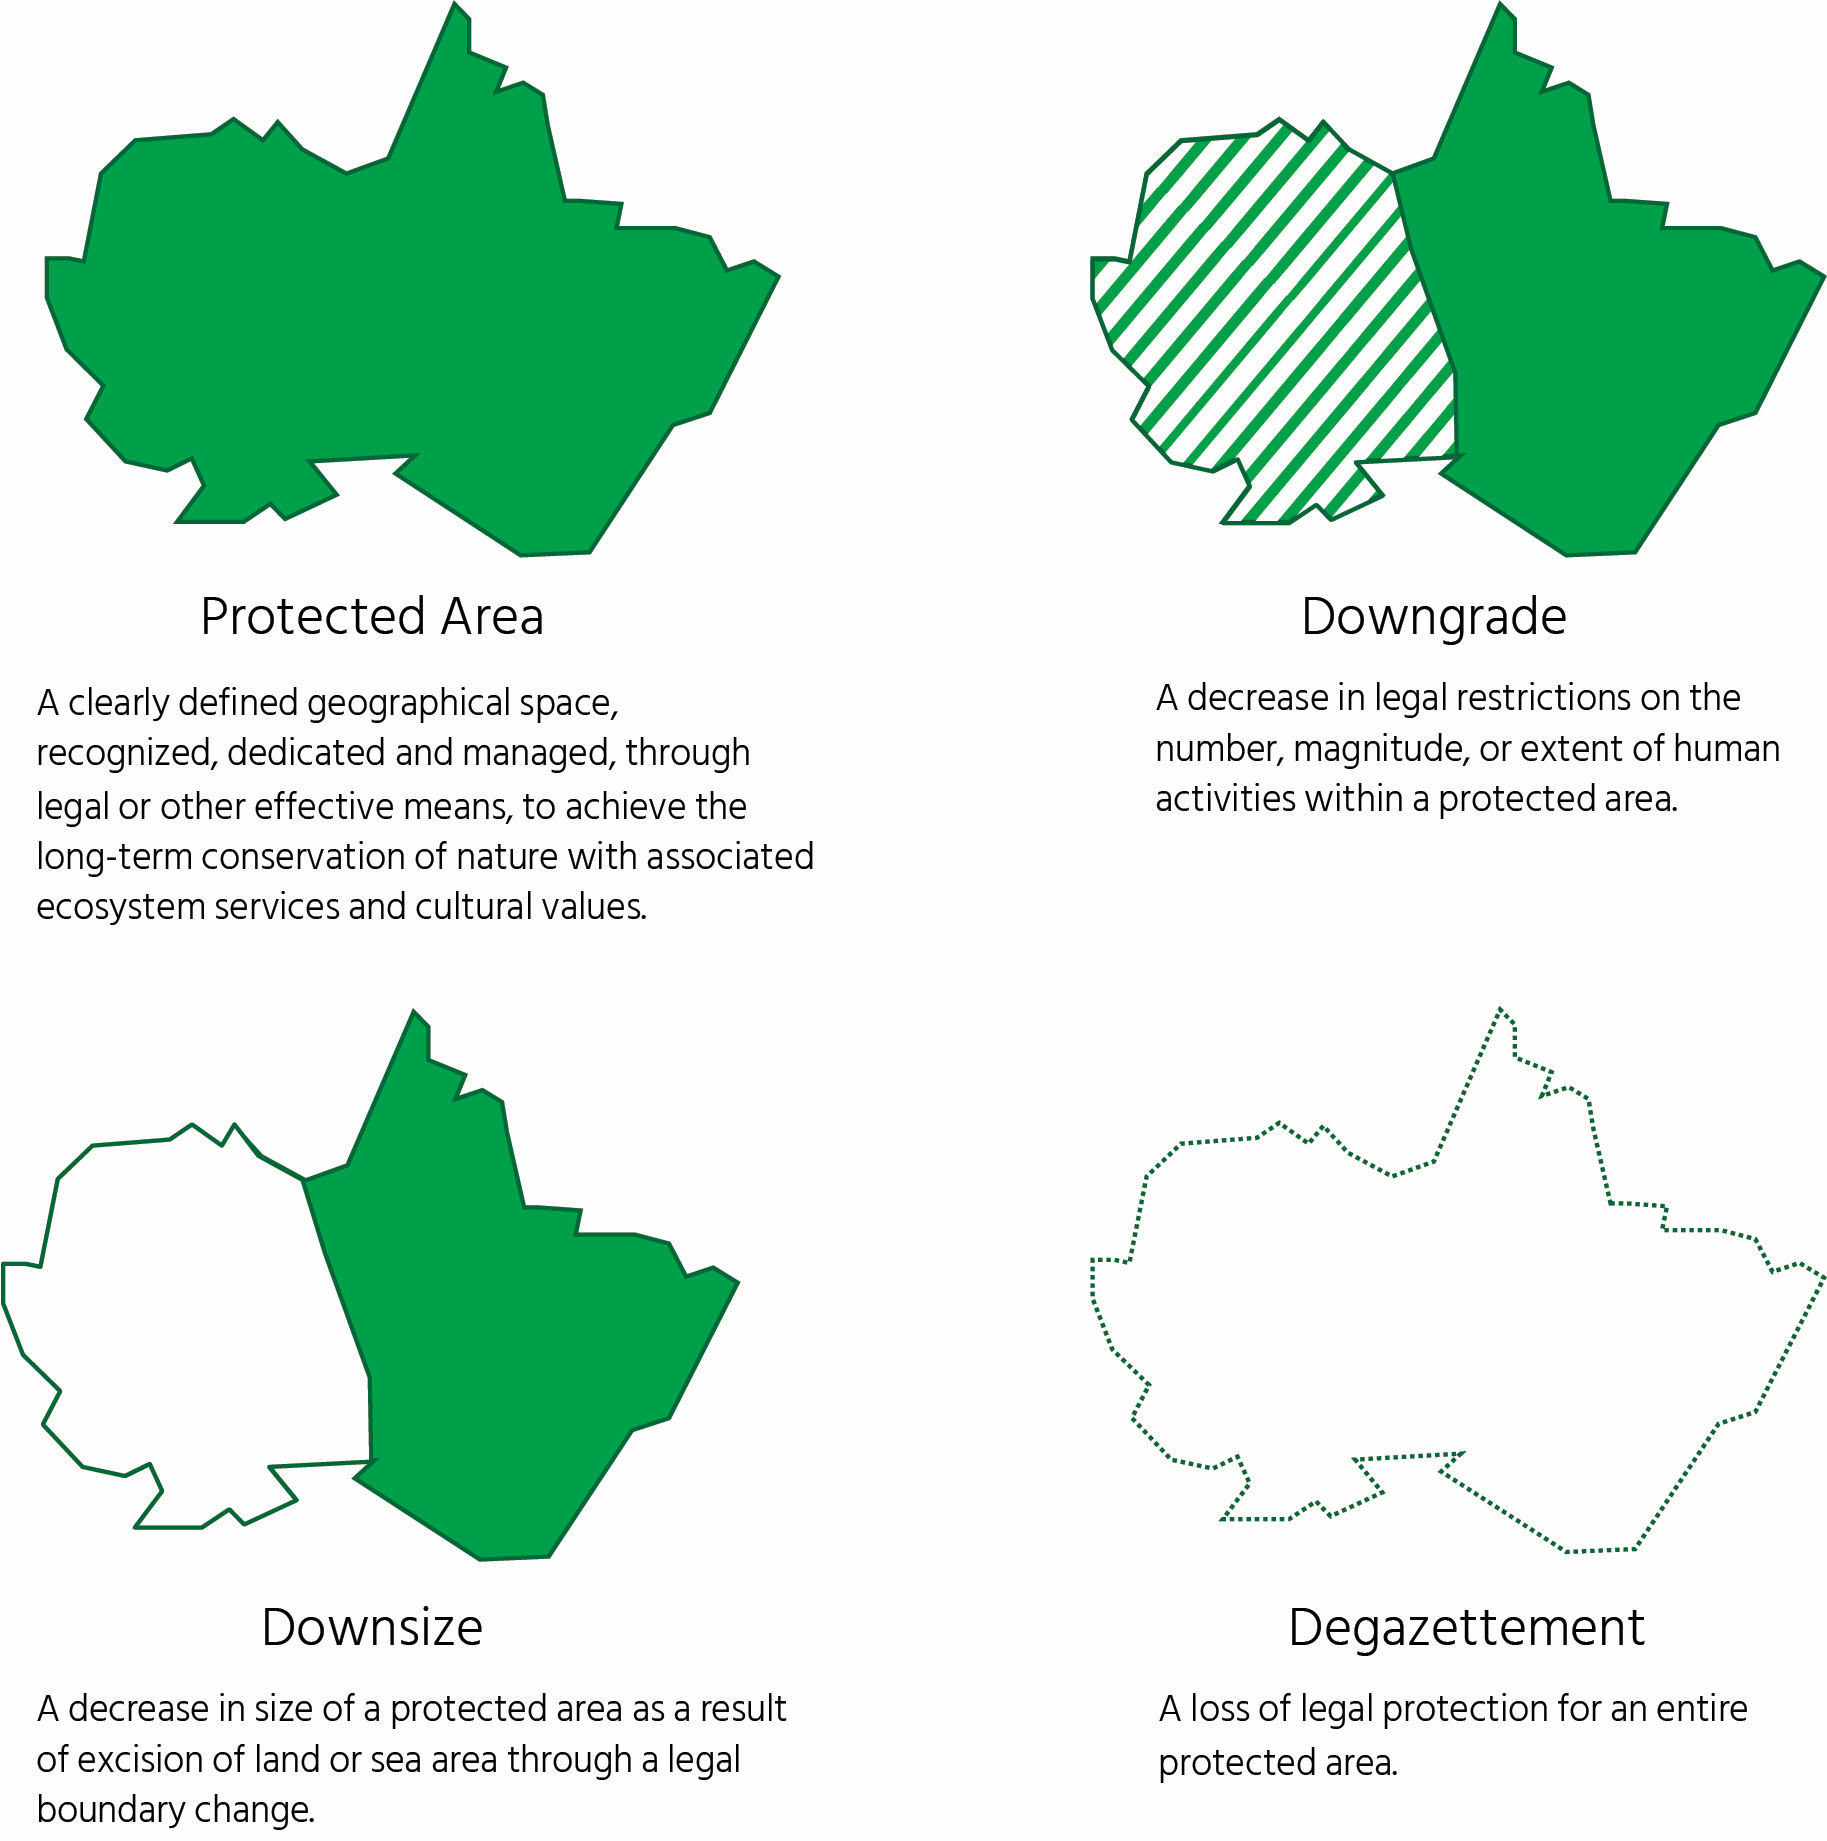 Protected Area
A clearly defined geographical space,
recognized, dedicated and managed, through
legal or other effective means, to achieve the
long-term conservation of nature with associated
ecosystem services and cultural values.
Downgrade
A decrease in legal restrictions on the
number, magnitude, or extent of human
activities within a protected area.
Downsize
A decrease in size of a protected area as a result
of excision of land or sea area through a legal
boundary change.
Degazettement
A loss of legal protection for an entire
protected area.